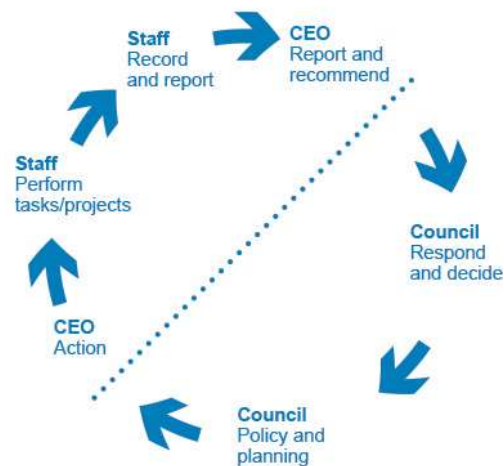 Staff
Record
and report
CEO
Report and
recommend
Staff
Perform
tasks/projects
Council
Respond
and decide
CEO
Action
Council
Policy and
planning